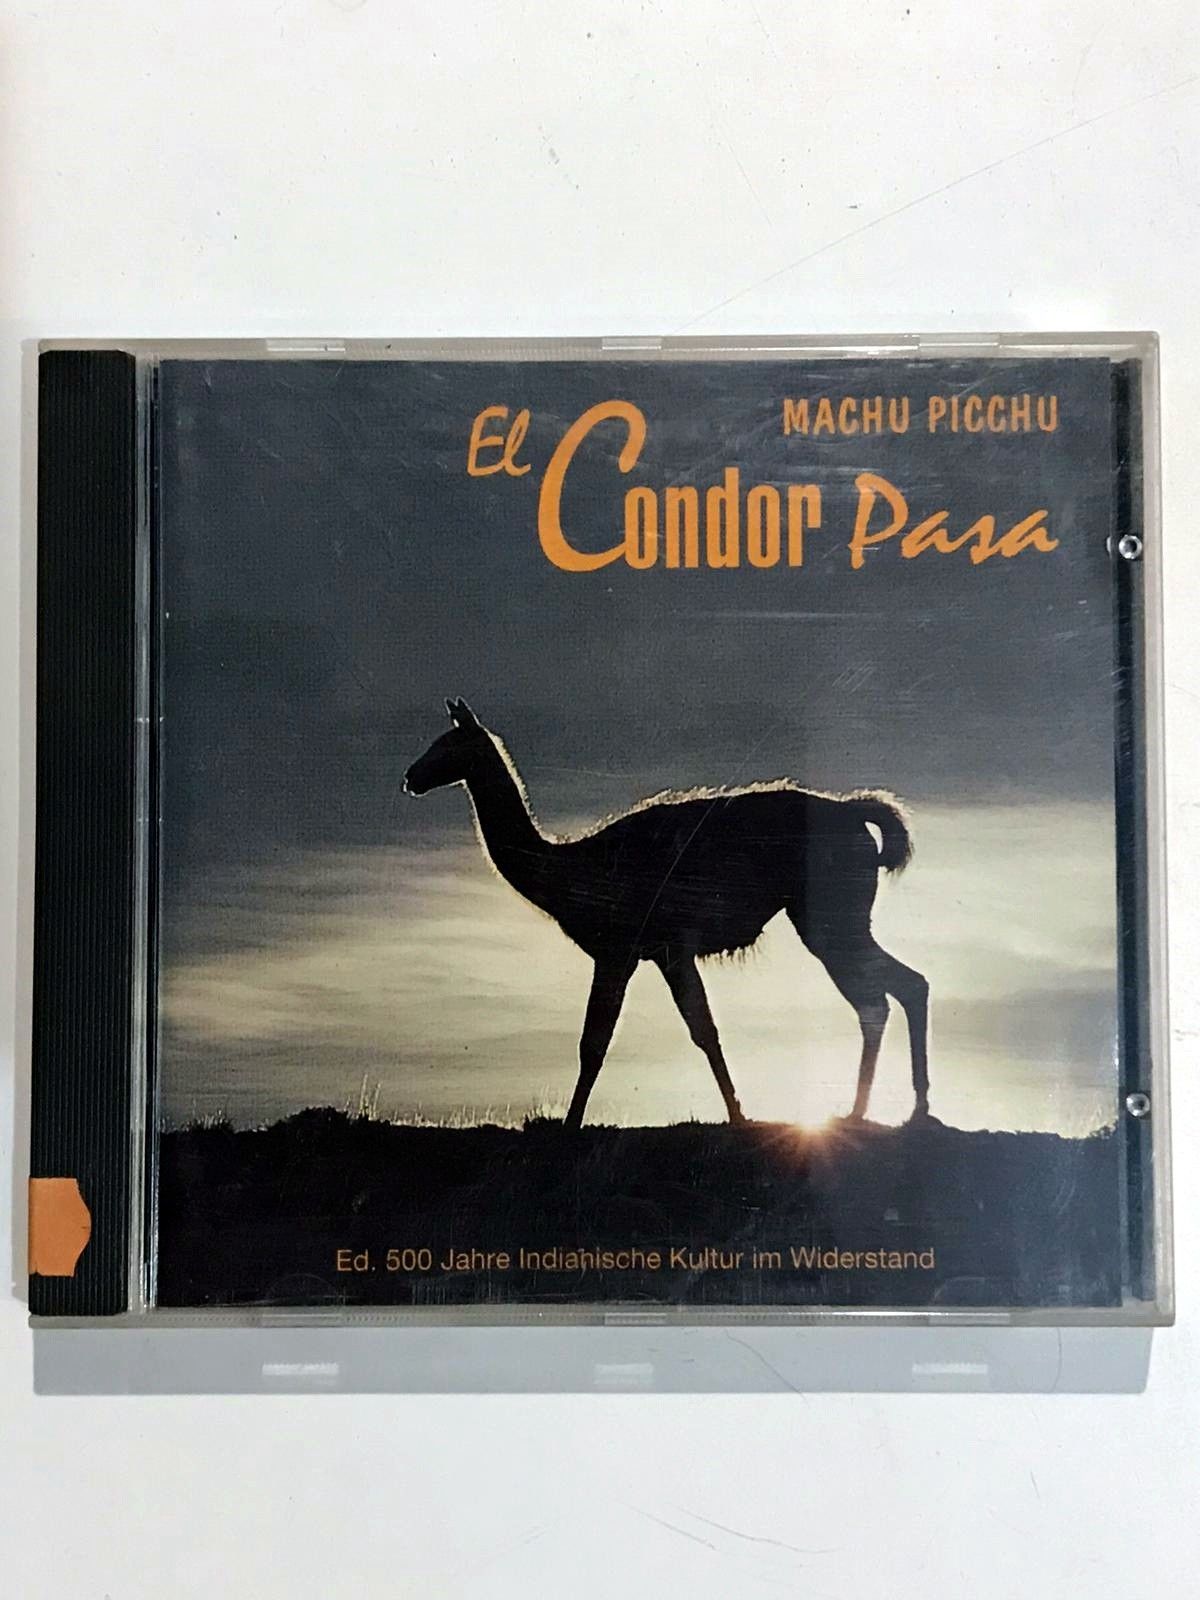 MACHU PICCHU
El Condor Pasa
Ed. 500 Jahre Indianische Kultur im Widerstand